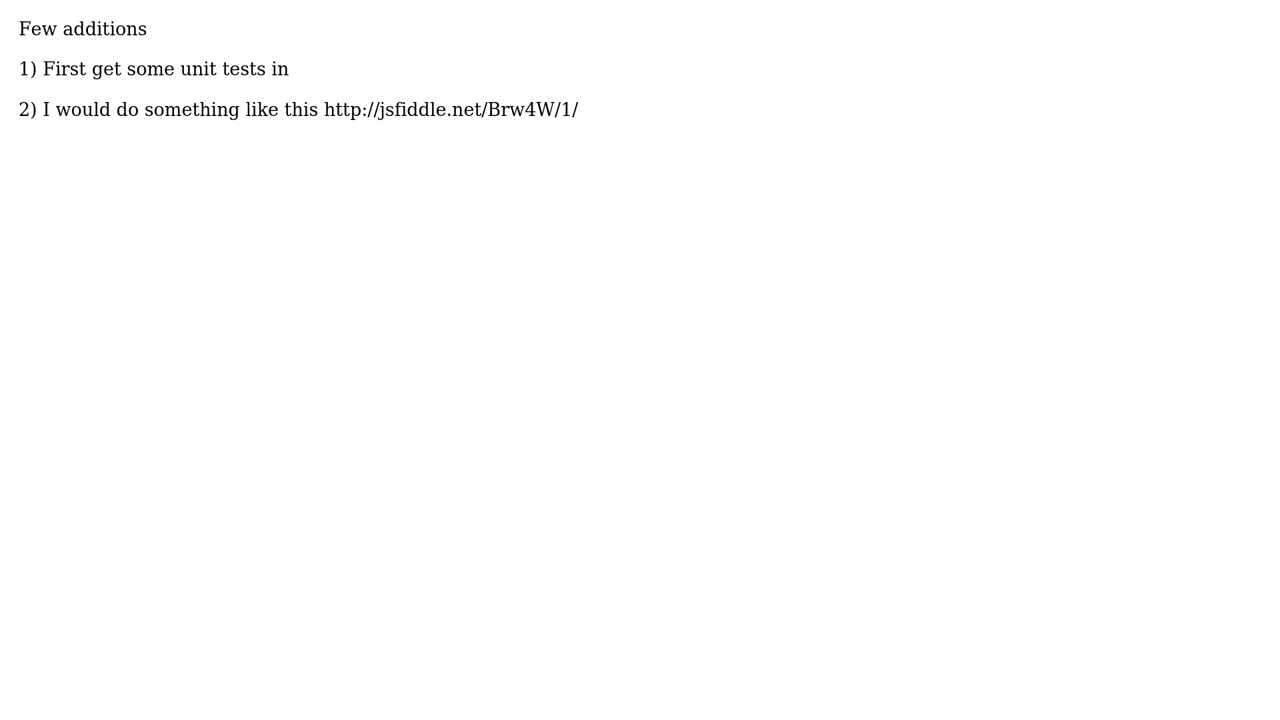 Few additions
1) First get some unit tests in
2) I would do something like this http://jsfiddle.net/Brw4W/1/